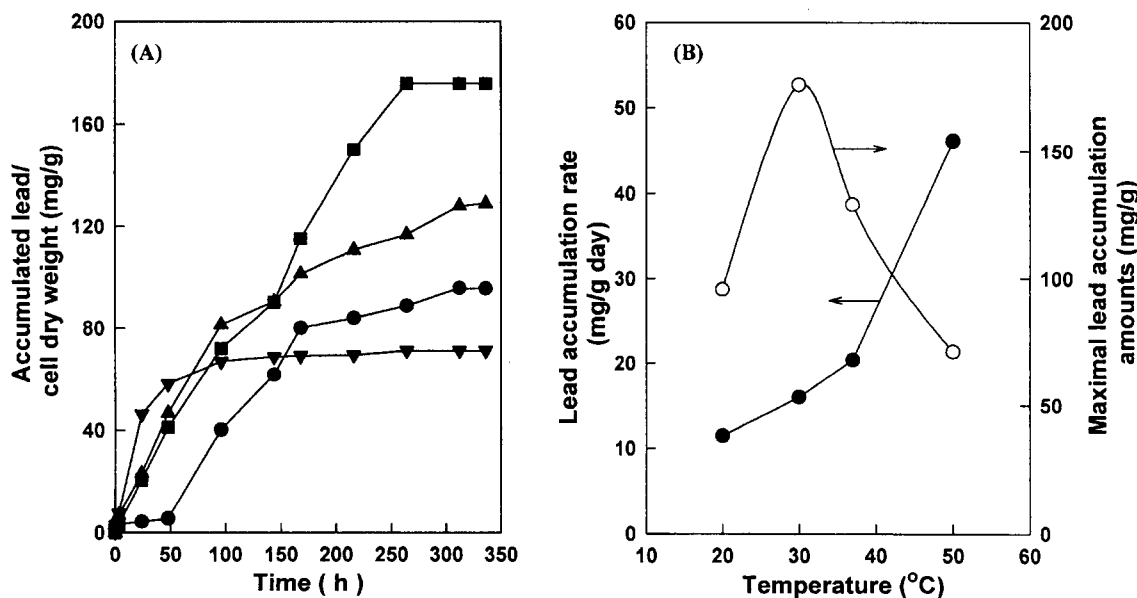 (A)
Accumulated lead/
cell dry weight (mg/g)
200
160
120
80
40
0
0 50 100 150 200 250 300 350
Time ( h )
(B)
Lead accumulation rate
(mg/g day)
60
50
40
30
20
10
0
10 20 30 40 50 60
Temperature (°C)
200
150
100
50
0
Maximal lead accumulation
amounts (mg/g)